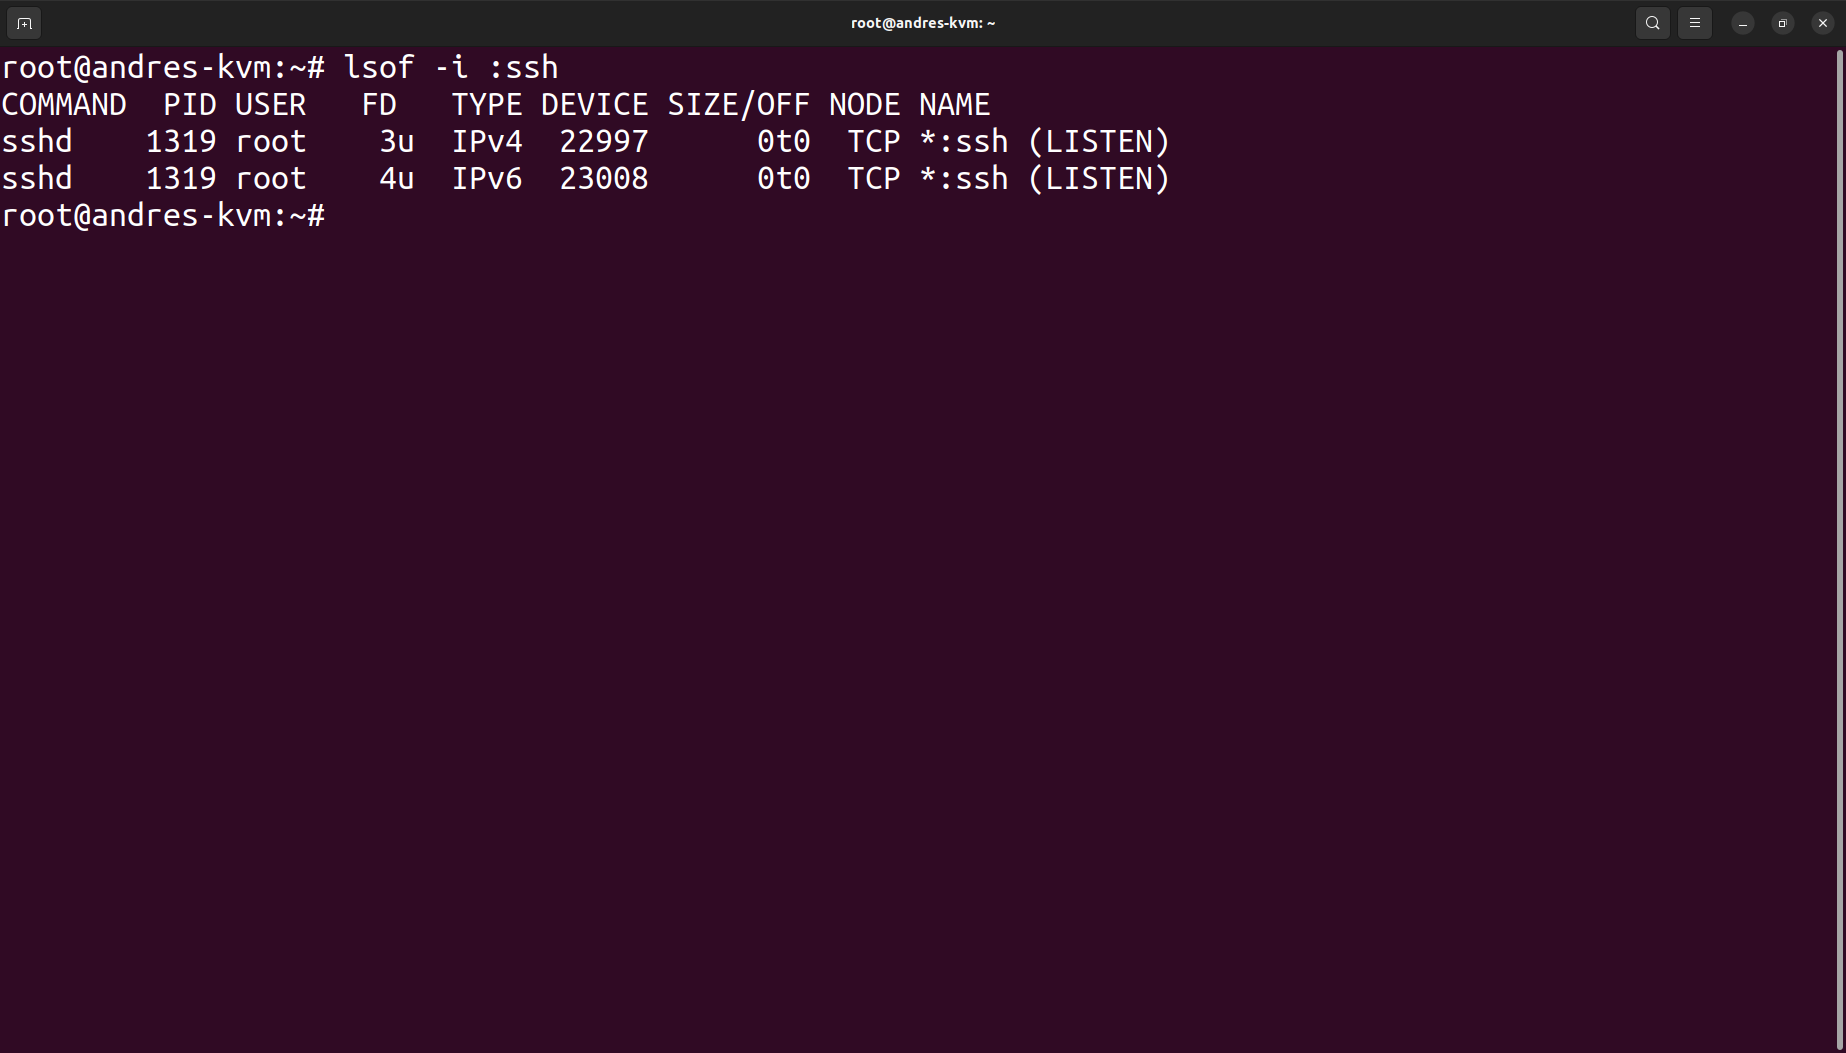 root@andres-kvm: ~
root@andres-kvm:~# lsof -i :ssh
COMMAND  PID USER   FD   TYPE DEVICE SIZE/OFF NODE NAME
sshd    1319 root    3u  IPv4  22997      0t0  TCP *:ssh (LISTEN)
sshd    1319 root    4u  IPv6  23008      0t0  TCP *:ssh (LISTEN)
root@andres-kvm:~#